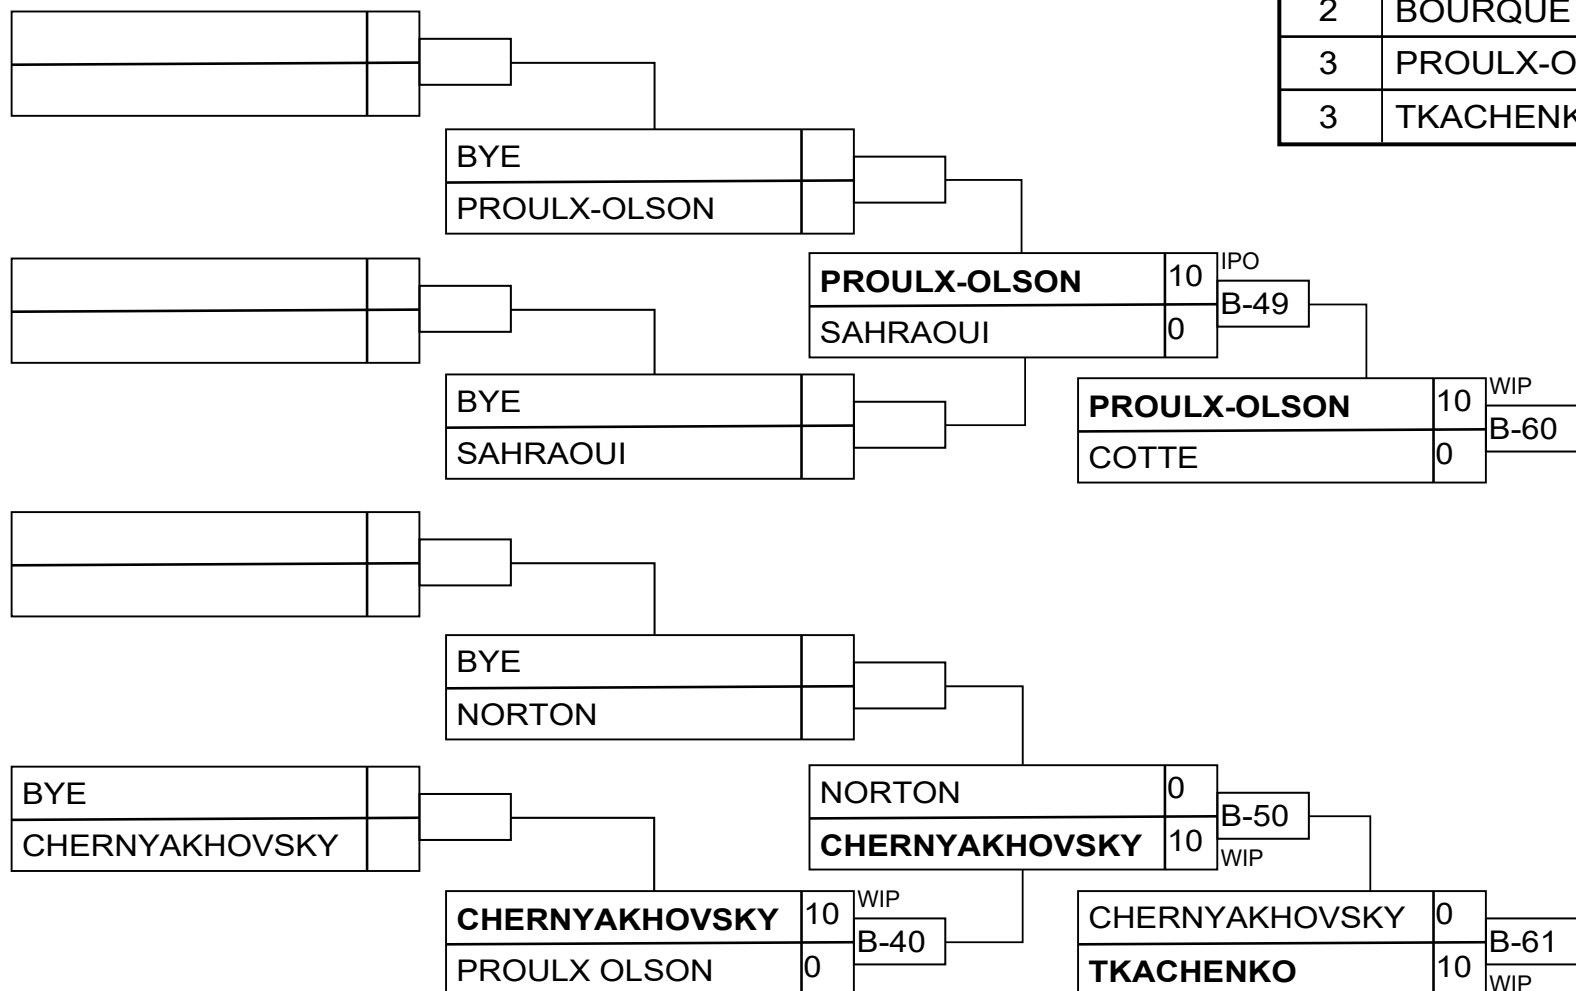 2 BOURQUE
3 PROULX-O
3 TKACHENK
BYE
PROULX-OLSON
PROULX-OLSON 10 IPO
B-49
SAHRAOUI 0
BYE
SAHRAOUI
PROULX-OLSON 10 WIP
B-60
COTTE 0
BYE
NORTON
BYE
CHERNYAKHOVSKY
NORTON 0
B-50
CHERNYAKHOVSKY 10 WIP
CHERNYAKHOVSKY 10 WIP
B-40
PROULX OLSON 0
CHERNYAKHOVSKY 0
B-61
TKACHENKO 10 WIP